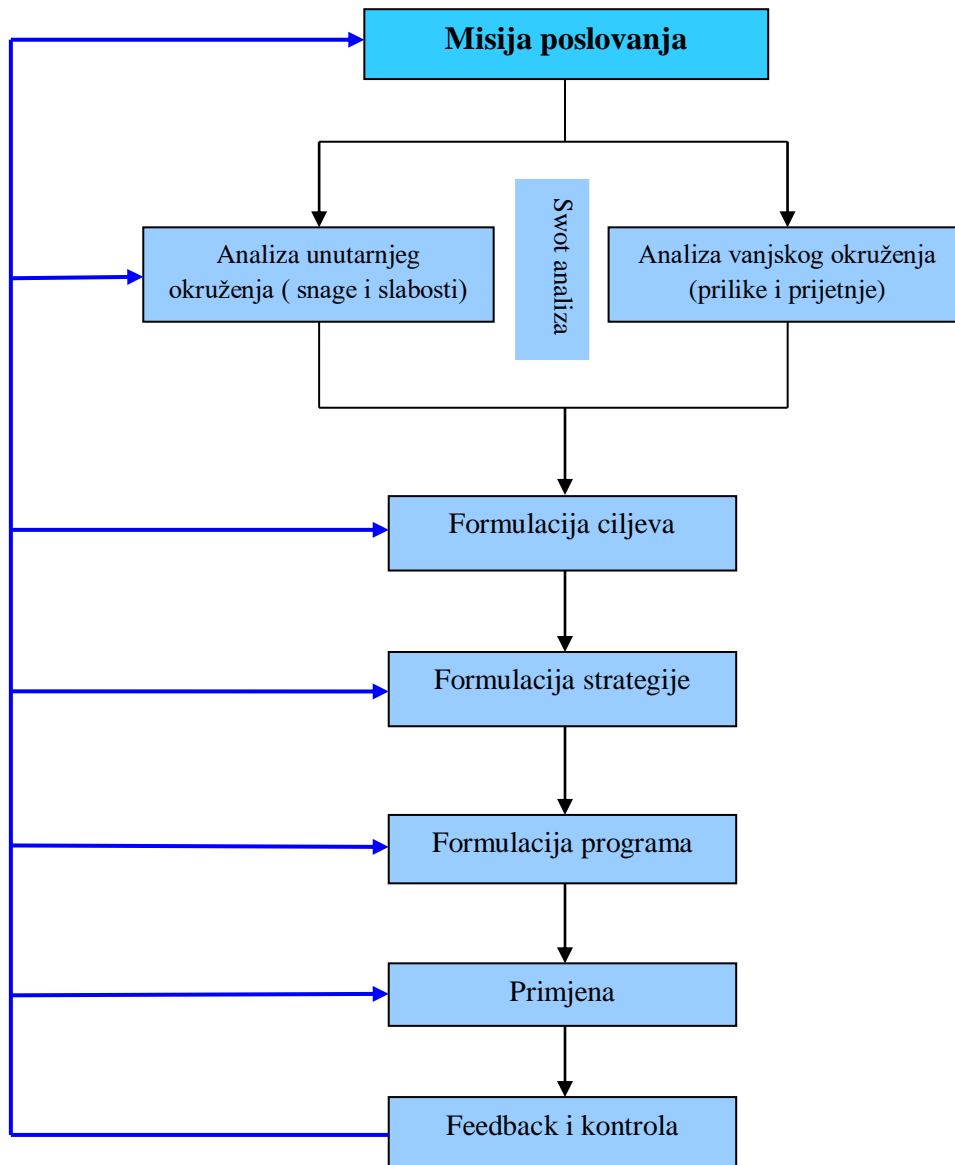 Misija poslovanja
Swot analiza
Analiza unutarnjeg
okruženja ( snage i slabosti)
Analiza vanjskog okruženja
(prilike i prijetnje)
Formulacija ciljeva
Formulacija strategije
Formulacija programa
Primjena
Feedback i kontrola